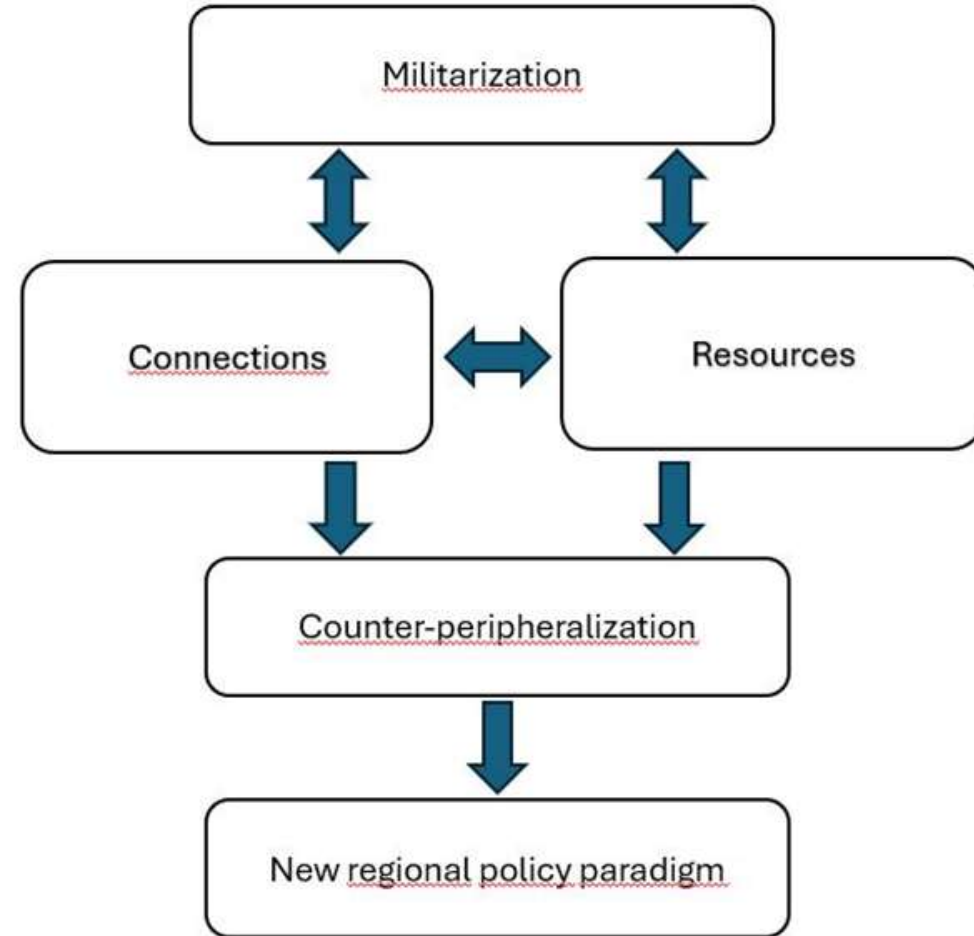 Militarization
Connections
Resources
Counter-peripheralization
New regional policy paradigm